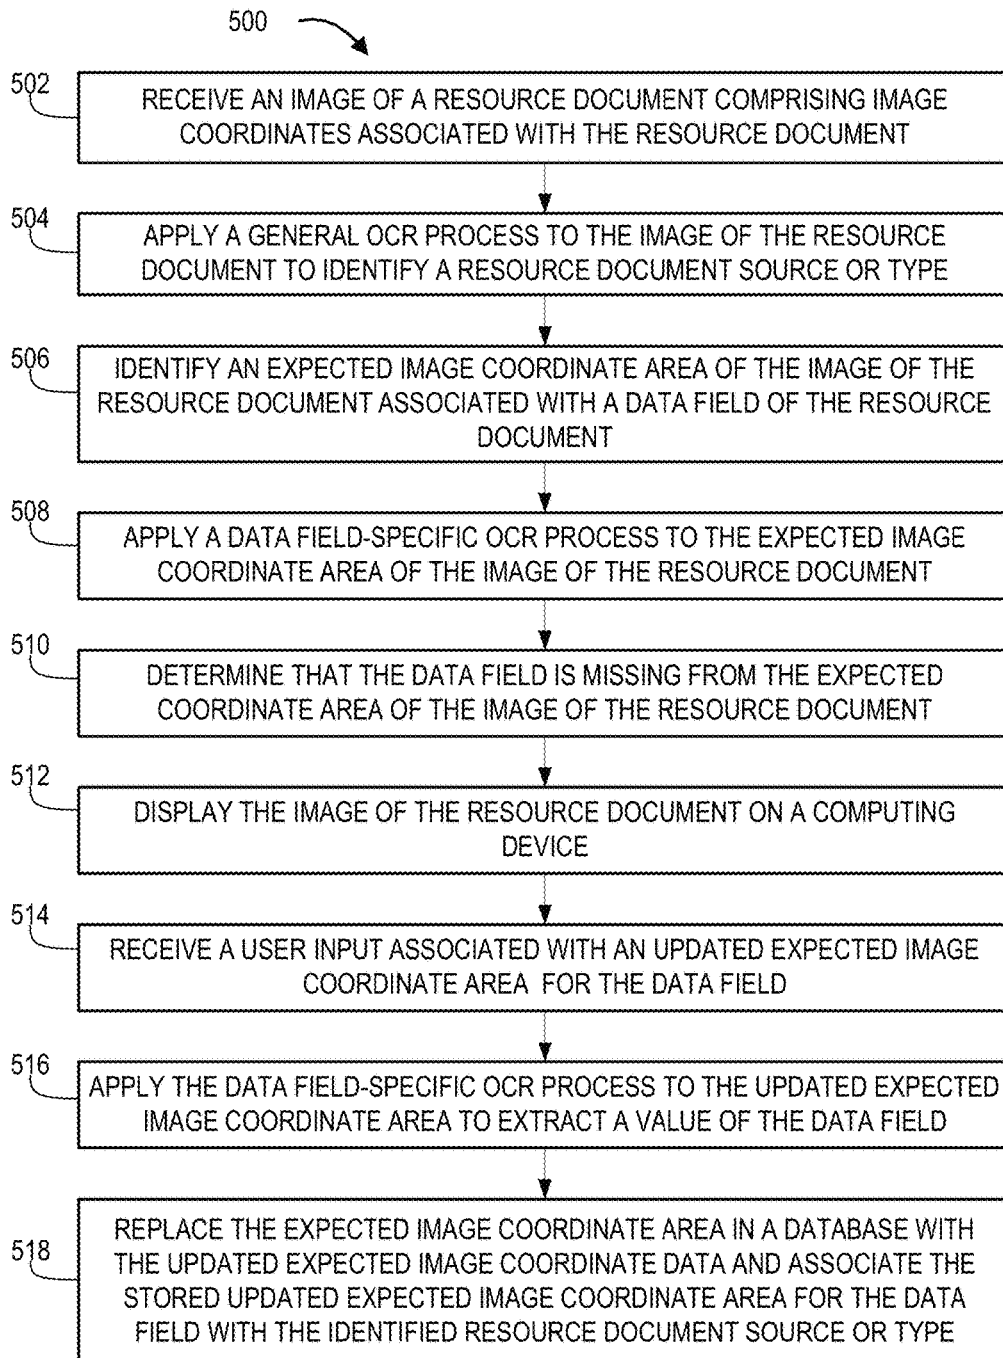 500
502
RECEIVE AN IMAGE OF A RESOURCE DOCUMENT COMPRISING IMAGE
COORDINATES ASSOCIATED WITH THE RESOURCE DOCUMENT
504
APPLY A GENERAL OCR PROCESS TO THE IMAGE OF THE RESOURCE
DOCUMENT TO IDENTIFY A RESOURCE DOCUMENT SOURCE OR TYPE
506
IDENTIFY AN EXPECTED IMAGE COORDINATE AREA OF THE IMAGE OF THE
RESOURCE DOCUMENT ASSOCIATED WITH A DATA FIELD OF THE RESOURCE
DOCUMENT
508
APPLY A DATA FIELD-SPECIFIC OCR PROCESS TO THE EXPECTED IMAGE
COORDINATE AREA OF THE IMAGE OF THE RESOURCE DOCUMENT
510
DETERMINE THAT THE DATA FIELD IS MISSING FROM THE EXPECTED
COORDINATE AREA OF THE IMAGE OF THE RESOURCE DOCUMENT
512
DISPLAY THE IMAGE OF THE RESOURCE DOCUMENT ON A COMPUTING
DEVICE
514
RECEIVE A USER INPUT ASSOCIATED WITH AN UPDATED EXPECTED IMAGE
COORDINATE AREA FOR THE DATA FIELD
516
APPLY THE DATA FIELD-SPECIFIC OCR PROCESS TO THE UPDATED EXPECTED
IMAGE COORDINATE AREA TO EXTRACT A VALUE OF THE DATA FIELD
518
REPLACE THE EXPECTED IMAGE COORDINATE AREA IN A DATABASE WITH
THE UPDATED EXPECTED IMAGE COORDINATE DATA AND ASSOCIATE THE
STORED UPDATED EXPECTED IMAGE COORDINATE AREA FOR THE DATA
FIELD WITH THE IDENTIFIED RESOURCE DOCUMENT SOURCE OR TYPE